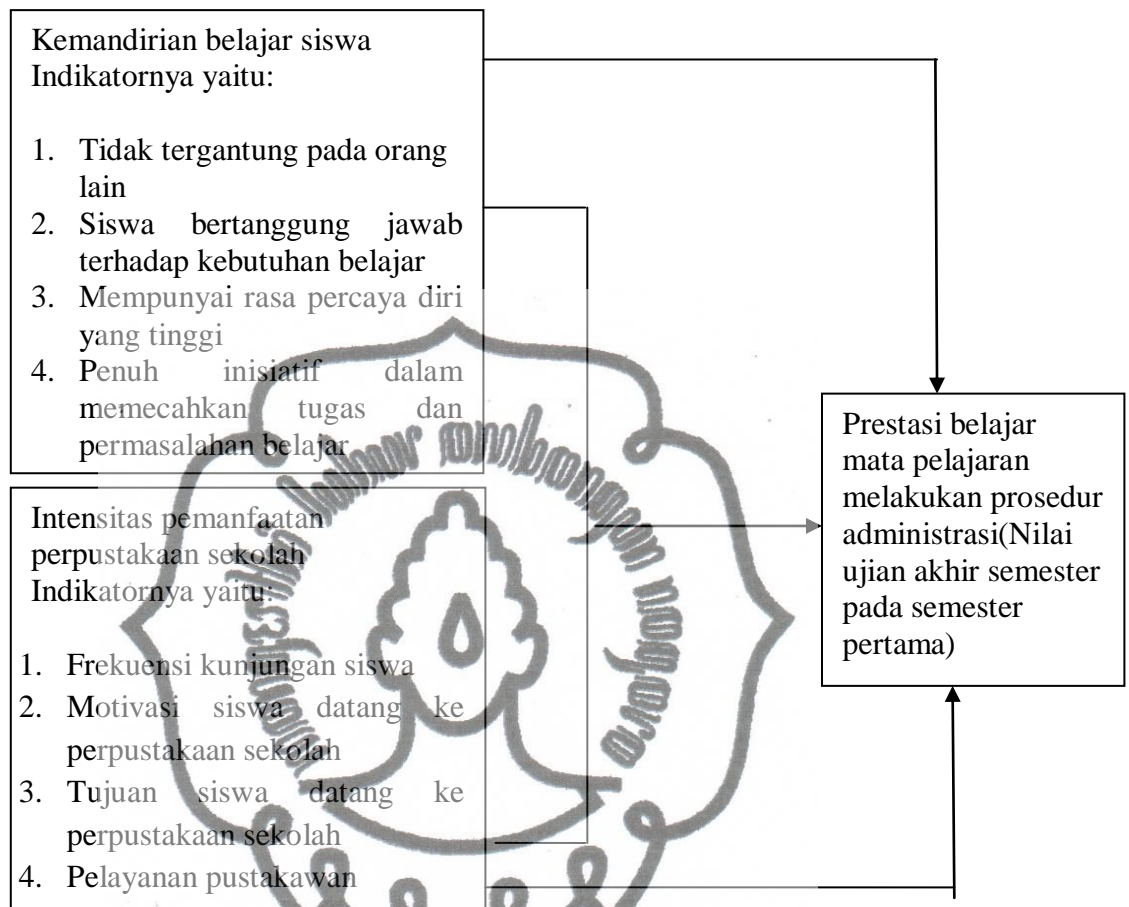 Kemandirian belajar siswa
Indikatornya yaitu:
1. Tidak tergantung pada orang
lain
2. Siswa bertanggung jawab
terhadap kebutuhan belajar
3. Mempunyai rasa percaya diri
yang tinggi
4. Penuh inisiatif dalam
memecahkan tugas dan
permasalahan belajar
Intensitas pemanfaatan
perpustakaan sekolah
Indikatornya yaitu:
1. Frekuensi kunjungan siswa
2. Motivasi siswa datang ke
perpustakaan sekolah
3. Tujuan siswa datang ke
perpustakaan sekolah
4. Pelayanan pustakawan
Prestasi belajar
mata pelajaran
melakukan prosedur
administrasi(Nilai
ujian akhir semester
pada semester
pertama)